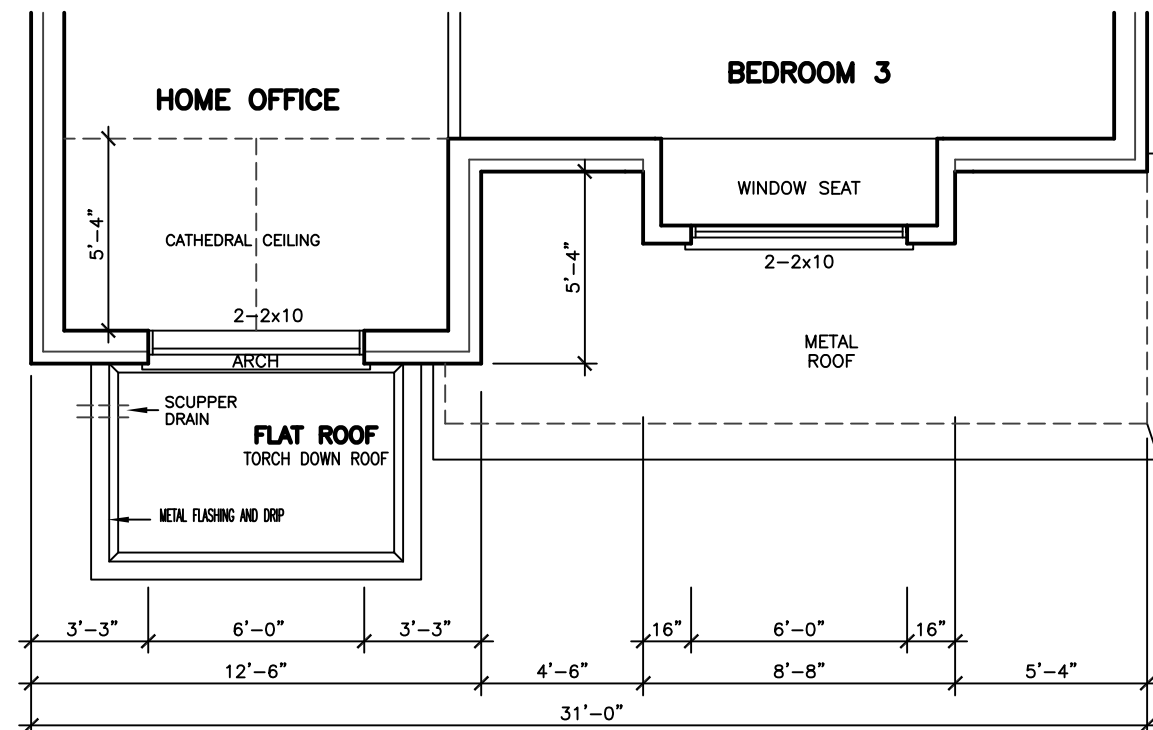 BEDROOM 3
HOME OFFICE
WINDOW SEAT
5'-4"
CATHEDRAL CEILING
5'-4"
2-2x10
2-2x10
METAL
ROOF
ARCH
SCUPPER
DRAIN
FLAT ROOF
TORCH DOWN ROOF
METAL FLASHING AND DRIP
3'-3"
6'-0"
3'-3"
16"
6'-0"
16"
12'-6"
4'-6"
8'-8"
5'-4"
31'-0"